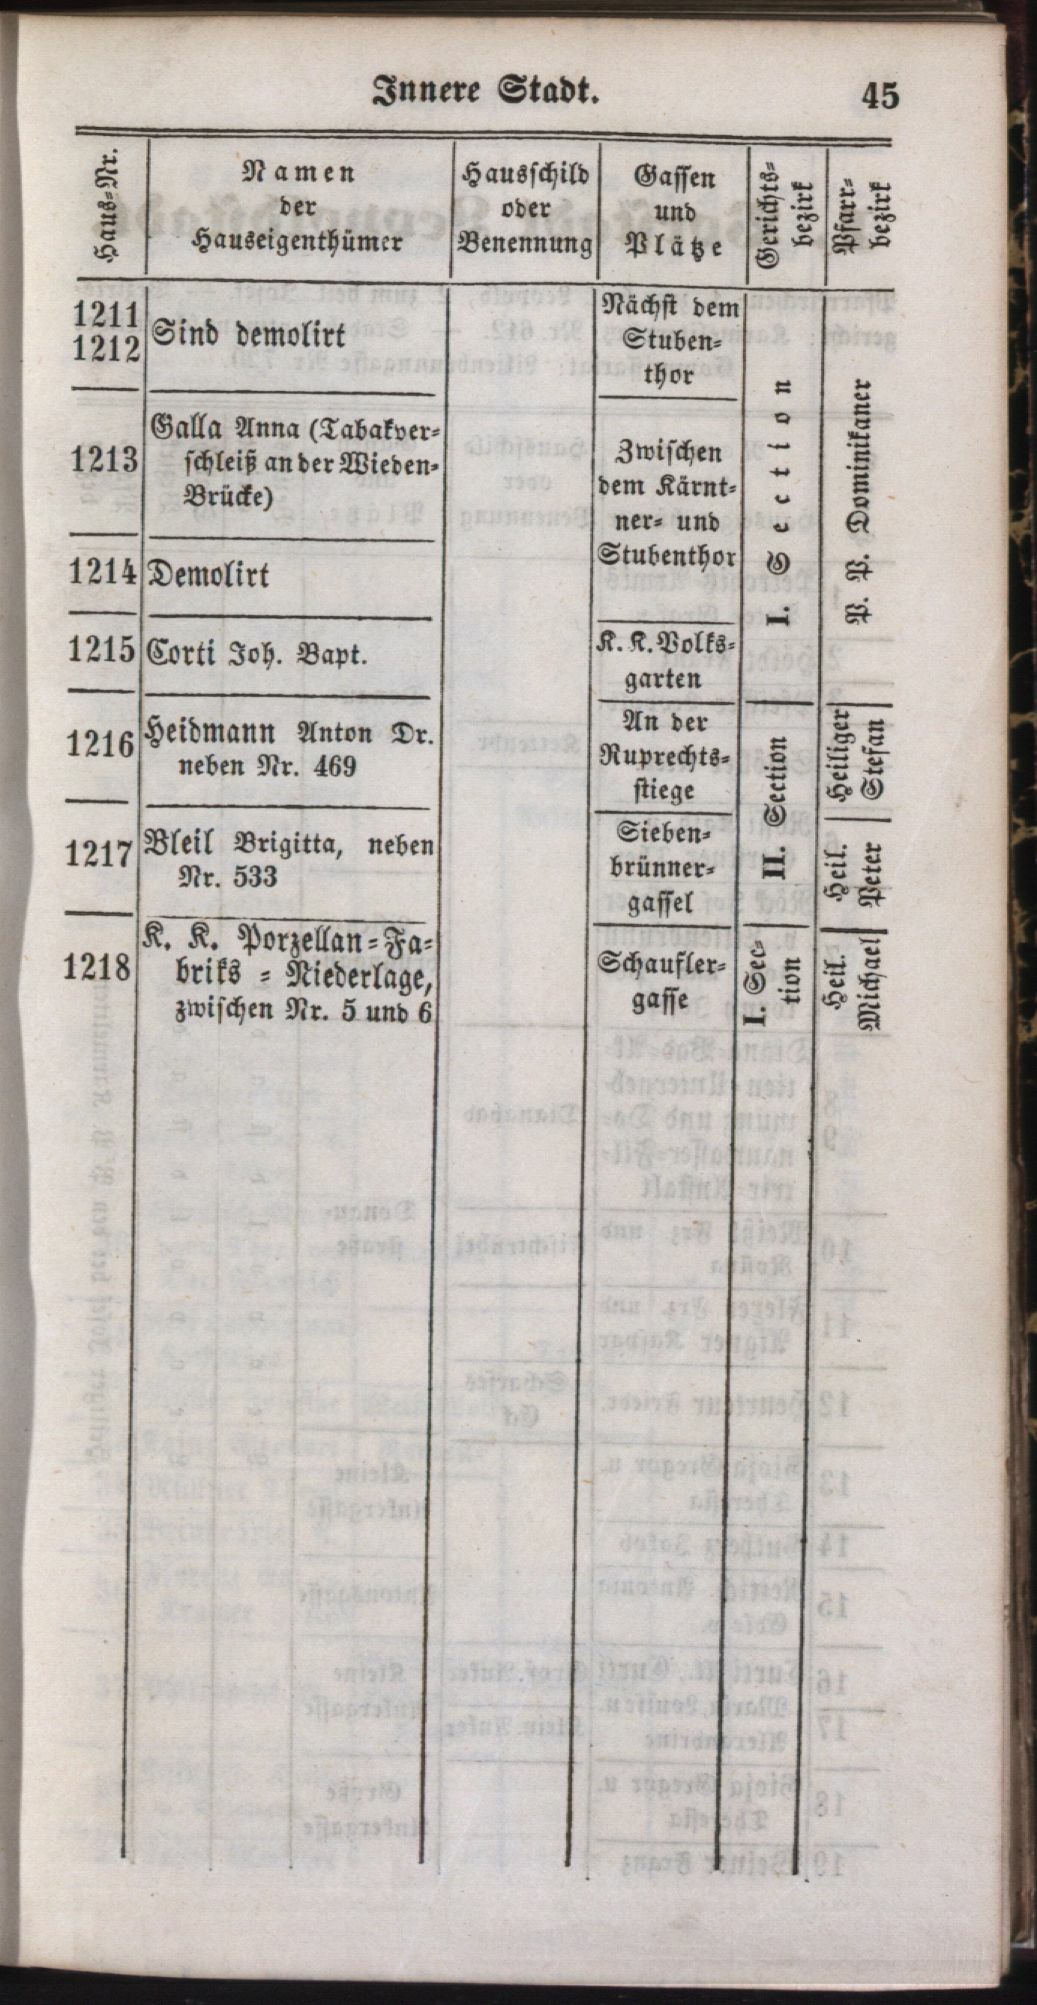 Innere Stadt.
45
Haus-Nr.
Namen
der
Hauseigenthümer
Hausschild
oder
Benennung
Gassen
und
Plätze
Gerichts-
bezirk
Pfarr-
bezirk
1211
1212
Sind demolirt
Nächst dem
Stuben-
thor
1213
Galla Anna (Tabakver-
schleiß an der Wieden-
Brücke)
Zwischen
dem Kärnt-
ner- und
Stubenthor
1214
Demolirt
1215
Corti Joh. Bapt.
K. K. Volks-
garten
I. Section
P. P. Dominikaner
1216
Heidmann Anton Dr.
neben Nr. 469
An der
Ruprechts-
stiege
II. Section
Heiliger
Stefan
1217
Bleil Brigitta, neben
Nr. 533
Sieben-
brünner-
gassel
Heil.
Peter
1218
K. K. Porzellan-Fa-
briks-Niederlage,
zwischen Nr. 5 und 6
Schaufler-
gasse
I. Sec-
tion
Heil.
Michael